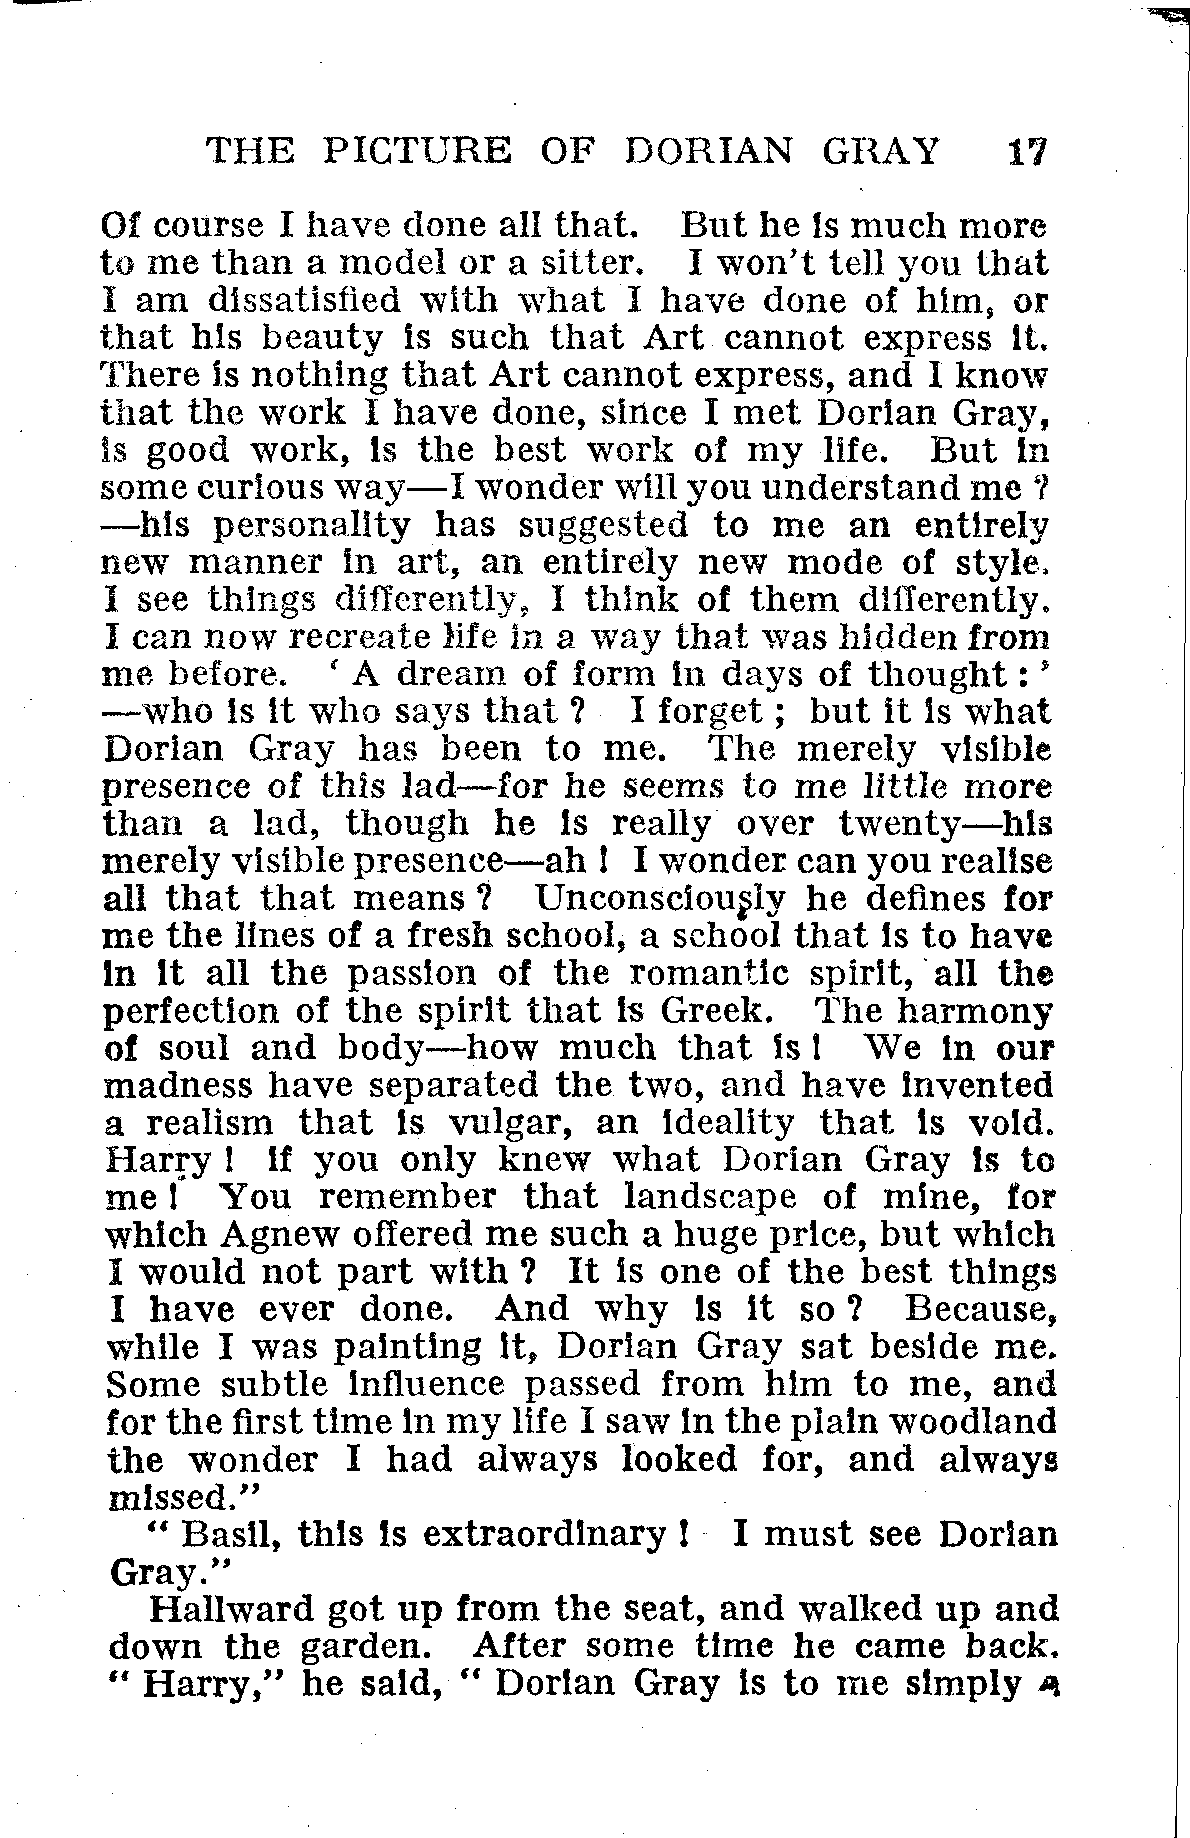 THE PICTURE OF DORIAN GRAY 17
Of course I have done all that. But he is much more
to me than a model or a sitter. I won't tell you that
I am dissatisfied with what I have done of him, or
that his beauty is such that Art cannot express it.
There is nothing that Art cannot express, and I know
that the work I have done, since I met Dorian Gray,
is good work, is the best work of my life. But in
some curious way—I wonder will you understand me ?
—his personality has suggested to me an entirely
new manner in art, an entirely new mode of style.
I see things differently, I think of them differently.
I can now recreate life in a way that was hidden from
me before. ‘ A dream of form in days of thought : ’
—who is it who says that ? I forget ; but it is what
Dorian Gray has been to me. The merely visible
presence of this lad—for he seems to me little more
than a lad, though he is really over twenty—his
merely visible presence—ah ! I wonder can you realise
all that that means ? Unconsciously he defines for
me the lines of a fresh school, a school that is to have
in it all the passion of the romantic spirit, all the
perfection of the spirit that is Greek. The harmony
of soul and body—how much that is ! We in our
madness have separated the two, and have invented
a realism that is vulgar, an ideality that is void.
Harry ! if you only knew what Dorian Gray is to
me ! You remember that landscape of mine, for
which Agnew offered me such a huge price, but which
I would not part with ? It is one of the best things
I have ever done. And why is it so ? Because,
while I was painting it, Dorian Gray sat beside me.
Some subtle influence passed from him to me, and
for the first time in my life I saw in the plain woodland
the wonder I had always looked for, and always
missed.”
“ Basil, this is extraordinary ! I must see Dorian
Gray.”
Hallward got up from the seat, and walked up and
down the garden. After some time he came back.
“ Harry,” he said, “ Dorian Gray is to me simply a